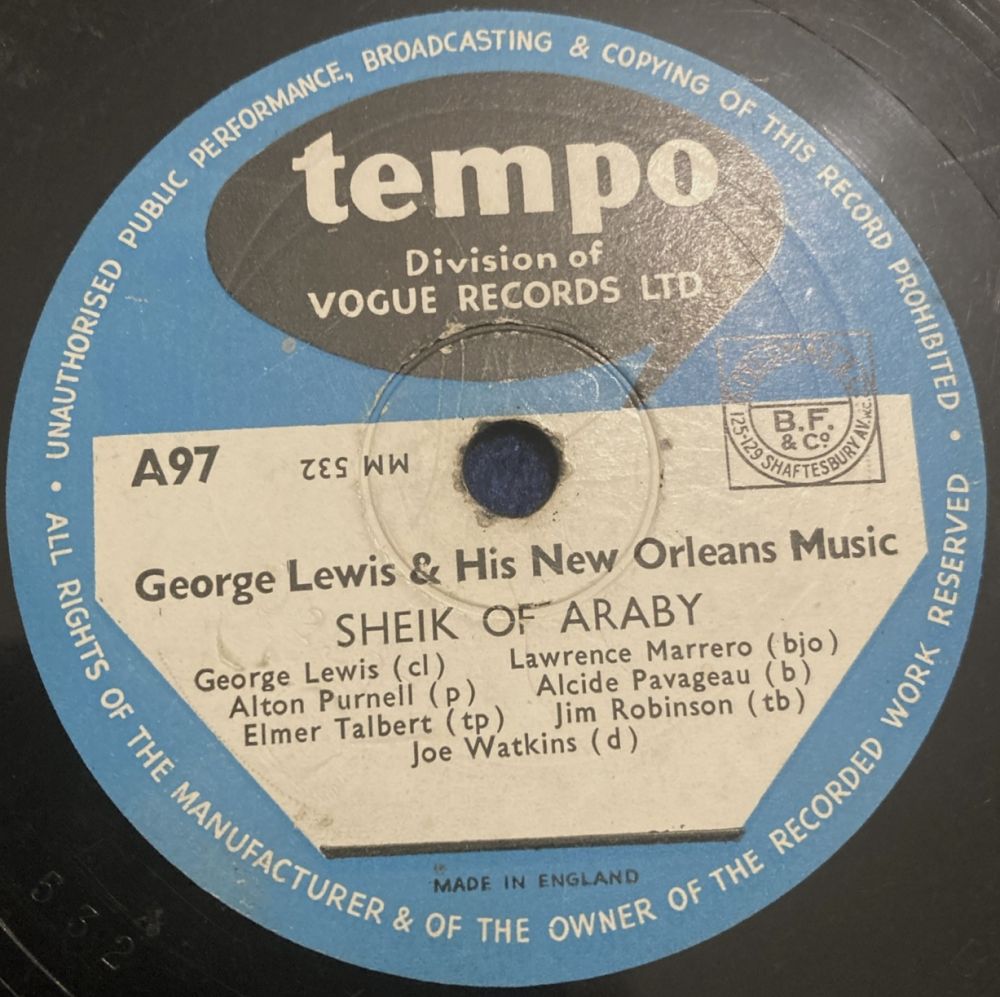 UNAUTHORISED PUBLIC PERFORMANCE, BROADCASTING & COPYING OF THIS RECORD PROHIBITED •
tempo
Division of
VOGUE RECORDS LTD
B.F.
& Co
125-129 SHAFTESBURY AV. W.C.
A97
MM 532
George Lewis & His New Orleans Music
SHEIK OF ARABY
George Lewis (cl) Lawrence Marrero (bjo)
Alton Purnell (p) Alcide Pavageau (b)
Elmer Talbert (tp) Jim Robinson (tb)
Joe Watkins (d)
MADE IN ENGLAND
• ALL RIGHTS OF THE MANUFACTURER & OF THE OWNER OF THE RECORDED WORK RESERVED
532